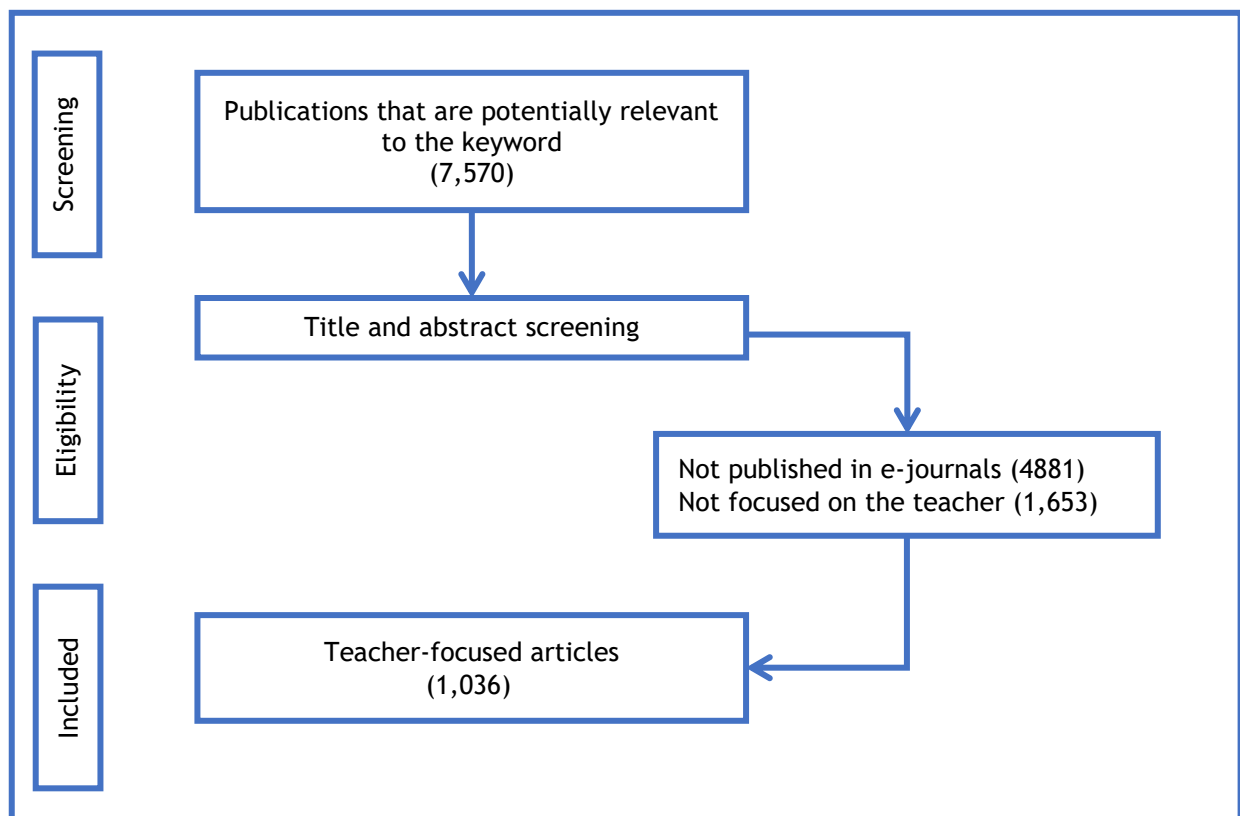 Screening
Publications that are potentially relevant
to the keyword
(7,570)
Eligibility
Title and abstract screening
Not published in e-journals (4881)
Not focused on the teacher (1,653)
Included
Teacher-focused articles
(1,036)